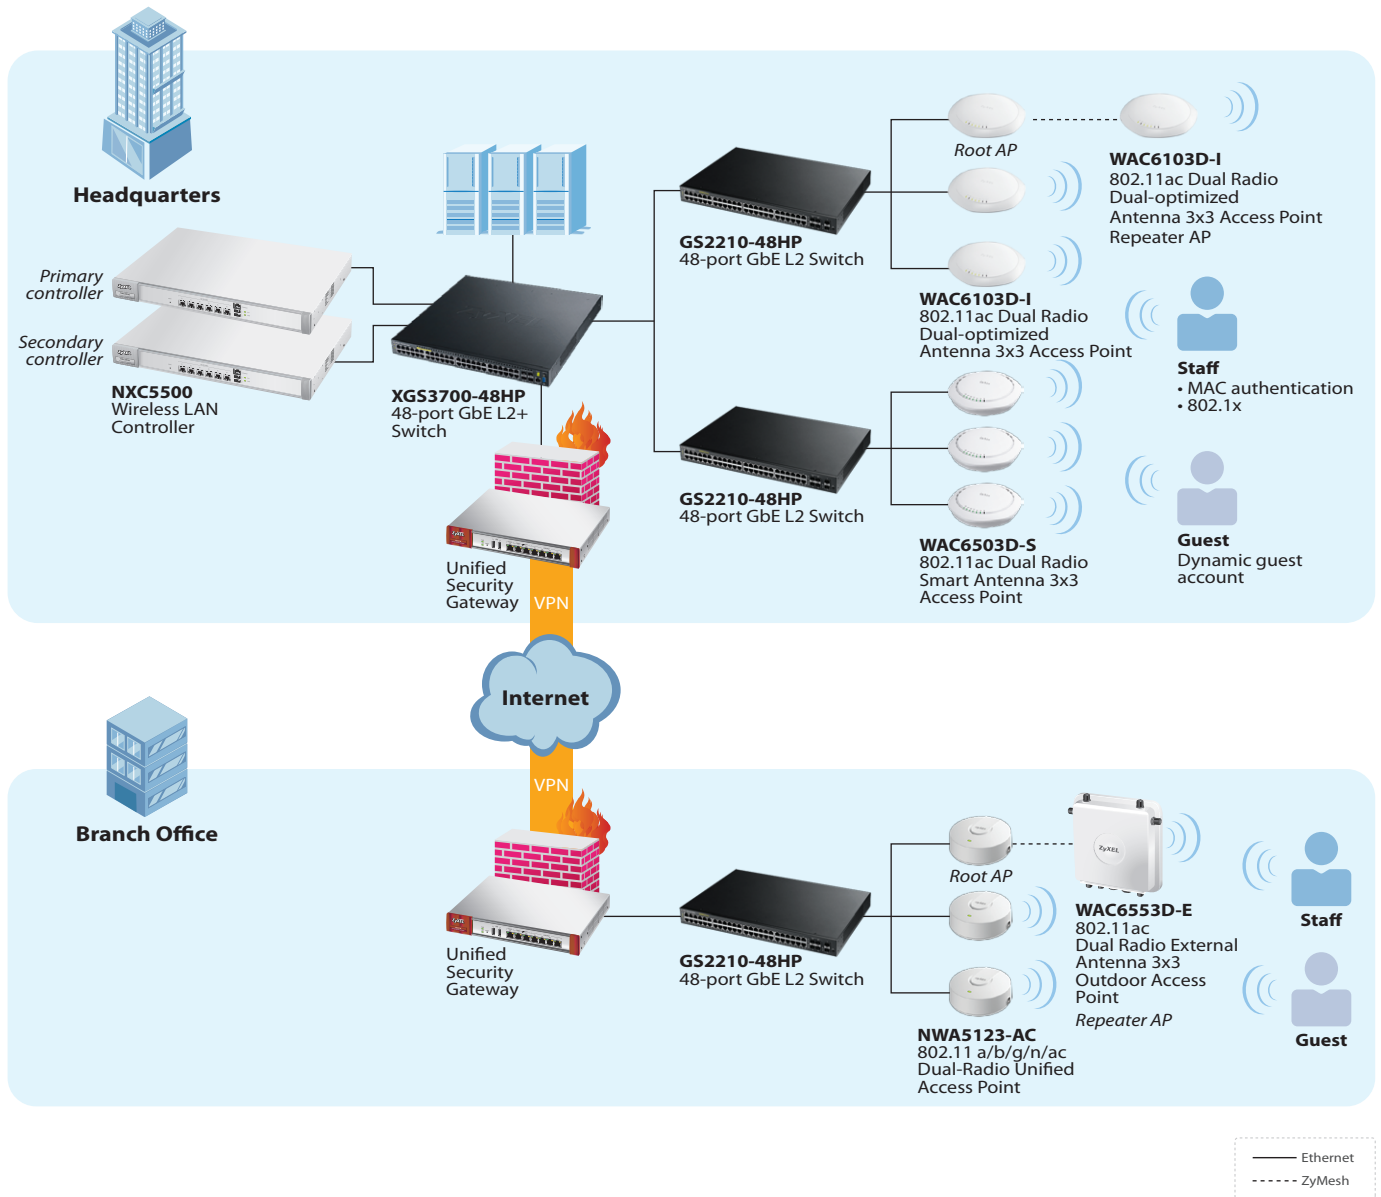 Headquarters
Primary
controller
Secondary
controller
NXC5500
Wireless LAN
Controller
XGS3700-48HP
48-port GbE L2+
Switch
GS2210-48HP
48-port GbE L2 Switch
Root AP
WAC6103D-I
802.11ac Dual Radio
Dual-optimized
Antenna 3x3 Access Point
Repeater AP
WAC6103D-I
802.11ac Dual Radio
Dual-optimized
Antenna 3x3 Access Point
Staff
• MAC authentication
• 802.1x
GS2210-48HP
48-port GbE L2 Switch
WAC6503D-S
802.11ac Dual Radio
Smart Antenna 3x3
Access Point
Guest
Dynamic guest
account
Unified
Security
Gateway
VPN
Internet
VPN
Branch Office
Unified
Security
Gateway
GS2210-48HP
48-port GbE L2 Switch
Root AP
ZyXEL
WAC6553D-E
802.11ac
Dual Radio External
Antenna 3x3
Outdoor Access
Point
Repeater AP
NWA5123-AC
802.11 a/b/g/n/ac
Dual-Radio Unified
Access Point
Staff
Guest
Ethernet
ZyMesh